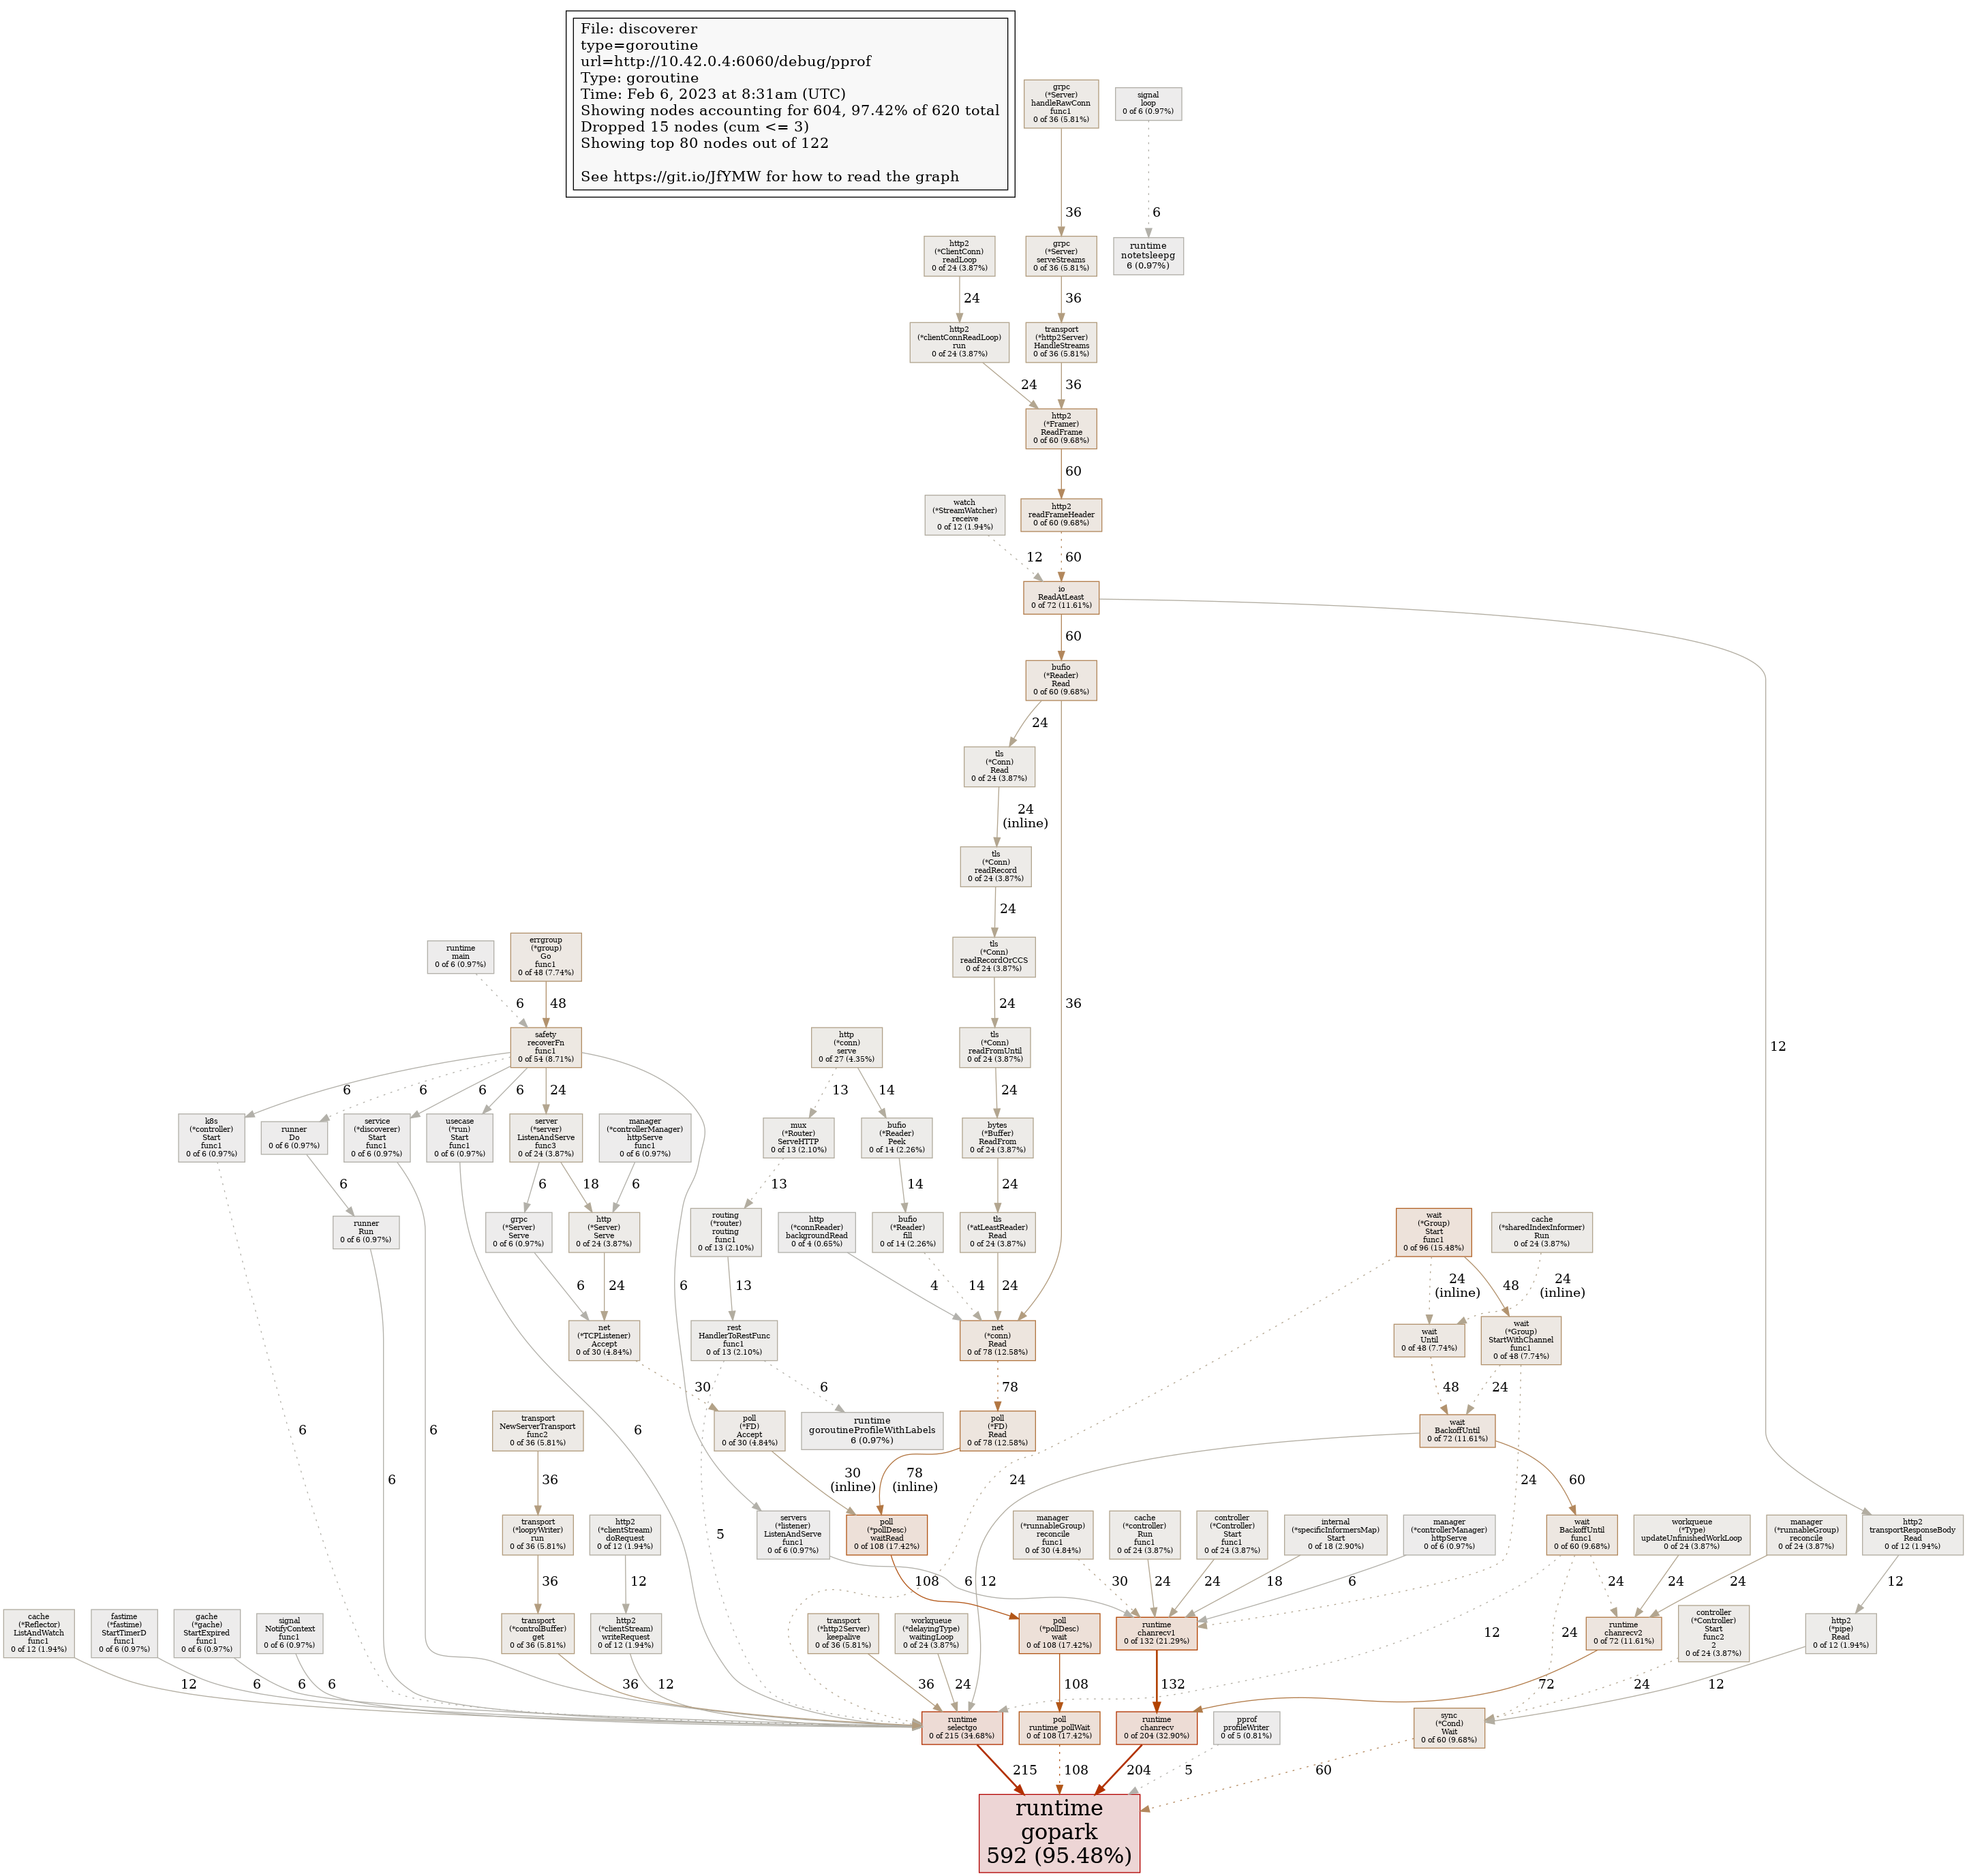 File: discoverer
type=goroutine
url=http://10.42.0.4:6060/debug/pprof
Type: goroutine
Time: Feb 6, 2023 at 8:31am (UTC)
Showing nodes accounting for 604, 97.42% of 620 total
Dropped 15 nodes (cum <= 3)
Showing top 80 nodes out of 122
See https://git.io/JfYMW for how to read the graph
grpc
(*Server)
handleRawConn
func1
0 of 36 (5.81%)
signal
loop
0 of 6 (0.97%)
36
6
http2
(*ClientConn)
readLoop
0 of 24 (3.87%)
grpc
(*Server)
serveStreams
0 of 36 (5.81%)
runtime
notetsleepg
6 (0.97%)
24
36
http2
(*clientConnReadLoop)
run
0 of 24 (3.87%)
transport
(*http2Server)
HandleStreams
0 of 36 (5.81%)
24
36
http2
(*Framer)
ReadFrame
0 of 60 (9.68%)
60
watch
(*StreamWatcher)
receive
0 of 12 (1.94%)
http2
readFrameHeader
0 of 60 (9.68%)
12
60
io
ReadAtLeast
0 of 72 (11.61%)
60
bufio
(*Reader)
Read
0 of 60 (9.68%)
24
tls
(*Conn)
Read
0 of 24 (3.87%)
24
(inline)
tls
(*Conn)
readRecord
0 of 24 (3.87%)
24
runtime
main
0 of 6 (0.97%)
errgroup
(*group)
Go
func1
0 of 48 (7.74%)
tls
(*Conn)
readRecordOrCCS
0 of 24 (3.87%)
6
48
24
36
safety
recoverFn
func1
0 of 54 (8.71%)
http
(*conn)
serve
0 of 27 (4.35%)
tls
(*Conn)
readFromUntil
0 of 24 (3.87%)
12
6
6
6
6
24
13
14
24
k8s
(*controller)
Start
func1
0 of 6 (0.97%)
runner
Do
0 of 6 (0.97%)
service
(*discoverer)
Start
func1
0 of 6 (0.97%)
usecase
(*run)
Start
func1
0 of 6 (0.97%)
server
(*server)
ListenAndServe
func3
0 of 24 (3.87%)
manager
(*controllerManager)
httpServe
func1
0 of 6 (0.97%)
mux
(*Router)
ServeHTTP
0 of 13 (2.10%)
bufio
(*Reader)
Peek
0 of 14 (2.26%)
bytes
(*Buffer)
ReadFrom
0 of 24 (3.87%)
6
6
18
6
13
14
24
runner
Run
0 of 6 (0.97%)
grpc
(*Server)
Serve
0 of 6 (0.97%)
http
(*Server)
Serve
0 of 24 (3.87%)
routing
(*router)
routing
func1
0 of 13 (2.10%)
http
(*connReader)
backgroundRead
0 of 4 (0.65%)
bufio
(*Reader)
fill
0 of 14 (2.26%)
tls
(*atLeastReader)
Read
0 of 24 (3.87%)
wait
(*Group)
Start
func1
0 of 96 (15.48%)
cache
(*sharedIndexInformer)
Run
0 of 24 (3.87%)
6
24
6
13
4
14
24
24
(inline)
48
24
(inline)
net
(*TCPListener)
Accept
0 of 30 (4.84%)
rest
HandlerToRestFunc
func1
0 of 13 (2.10%)
net
(*conn)
Read
0 of 78 (12.58%)
wait
Until
0 of 48 (7.74%)
wait
(*Group)
StartWithChannel
func1
0 of 48 (7.74%)
30
6
78
48
24
transport
NewServerTransport
func2
0 of 36 (5.81%)
poll
(*FD)
Accept
0 of 30 (4.84%)
runtime
goroutineProfileWithLabels
6 (0.97%)
poll
(*FD)
Read
0 of 78 (12.58%)
wait
BackoffUntil
0 of 72 (11.61%)
6
6
6
6
36
30
(inline)
78
(inline)
24
24
60
transport
(*loopyWriter)
run
0 of 36 (5.81%)
http2
(*clientStream)
doRequest
0 of 12 (1.94%)
servers
(*listener)
ListenAndServe
func1
0 of 6 (0.97%)
poll
(*pollDesc)
waitRead
0 of 108 (17.42%)
manager
(*runnableGroup)
reconcile
func1
0 of 30 (4.84%)
cache
(*controller)
Run
func1
0 of 24 (3.87%)
controller
(*Controller)
Start
func1
0 of 24 (3.87%)
internal
(*specificInformersMap)
Start
0 of 18 (2.90%)
manager
(*controllerManager)
httpServe
0 of 6 (0.97%)
wait
BackoffUntil
func1
0 of 60 (9.68%)
workqueue
(*Type)
updateUnfinishedWorkLoop
0 of 24 (3.87%)
manager
(*runnableGroup)
reconcile
0 of 24 (3.87%)
http2
transportResponseBody
Read
0 of 12 (1.94%)
36
12
5
108
6
12
30
24
24
18
6
24
24
24
12
cache
(*Reflector)
ListAndWatch
func1
0 of 12 (1.94%)
fastime
(*fastime)
StartTimerD
func1
0 of 6 (0.97%)
gache
(*gache)
StartExpired
func1
0 of 6 (0.97%)
signal
NotifyContext
func1
0 of 6 (0.97%)
transport
(*controlBuffer)
get
0 of 36 (5.81%)
http2
(*clientStream)
writeRequest
0 of 12 (1.94%)
transport
(*http2Server)
keepalive
0 of 36 (5.81%)
workqueue
(*delayingType)
waitingLoop
0 of 24 (3.87%)
poll
(*pollDesc)
wait
0 of 108 (17.42%)
runtime
chanrecv1
0 of 132 (21.29%)
runtime
chanrecv2
0 of 72 (11.61%)
controller
(*Controller)
Start
func2
2
0 of 24 (3.87%)
http2
(*pipe)
Read
0 of 12 (1.94%)
12
6
6
6
36
12
36
24
108
132
12
24
72
24
12
runtime
selectgo
0 of 215 (34.68%)
poll
runtime_pollWait
0 of 108 (17.42%)
runtime
chanrecv
0 of 204 (32.90%)
pprof
profileWriter
0 of 5 (0.81%)
sync
(*Cond)
Wait
0 of 60 (9.68%)
215
108
204
5
60
runtime
gopark
592 (95.48%)